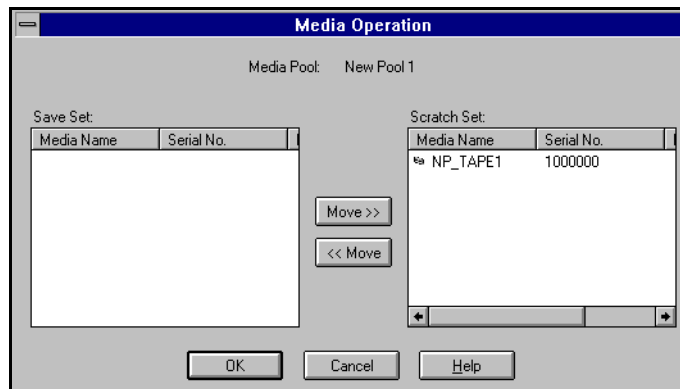 Media Operation
Media Pool: New Pool 1
Save Set:
Media Name Serial No.
Scratch Set:
Media Name Serial No.
NP_TAPE1 1000000
Move >>
<< Move
OK Cancel Help